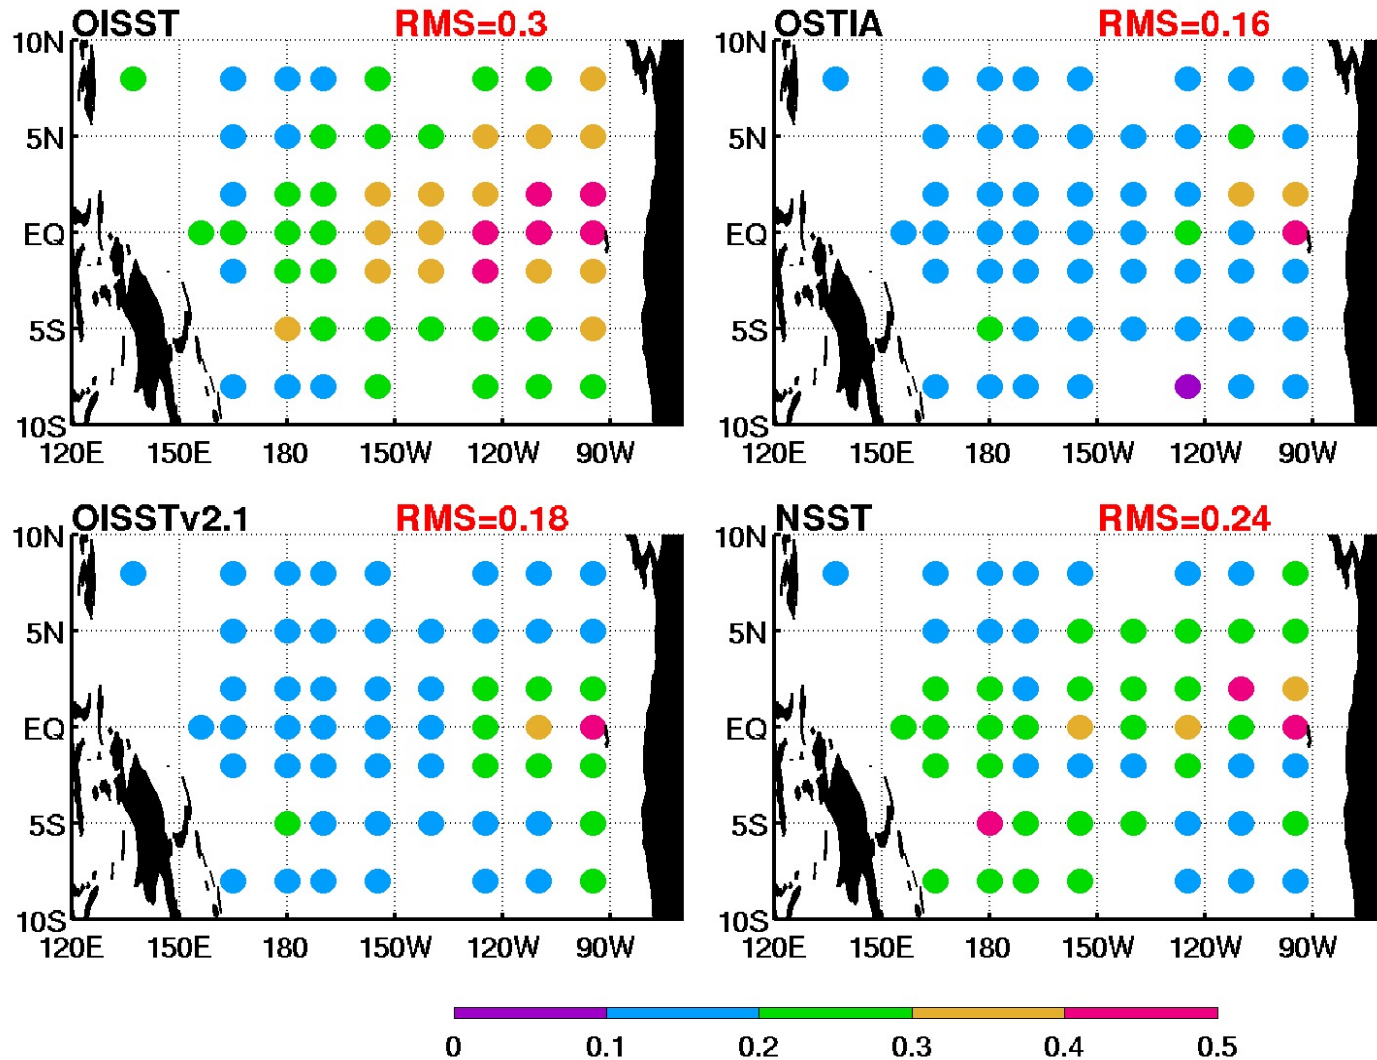 OISST RMS=0.3
10N
5N
EQ
5S
10S
120E 150E 180 150W 120W 90W
OSTIA RMS=0.16
10N
5N
EQ
5S
10S
120E 150E 180 150W 120W 90W
OISSTv2.1 RMS=0.18
10N
5N
EQ
5S
10S
120E 150E 180 150W 120W 90W
NSST RMS=0.24
10N
5N
EQ
5S
10S
120E 150E 180 150W 120W 90W
0 0.1 0.2 0.3 0.4 0.5